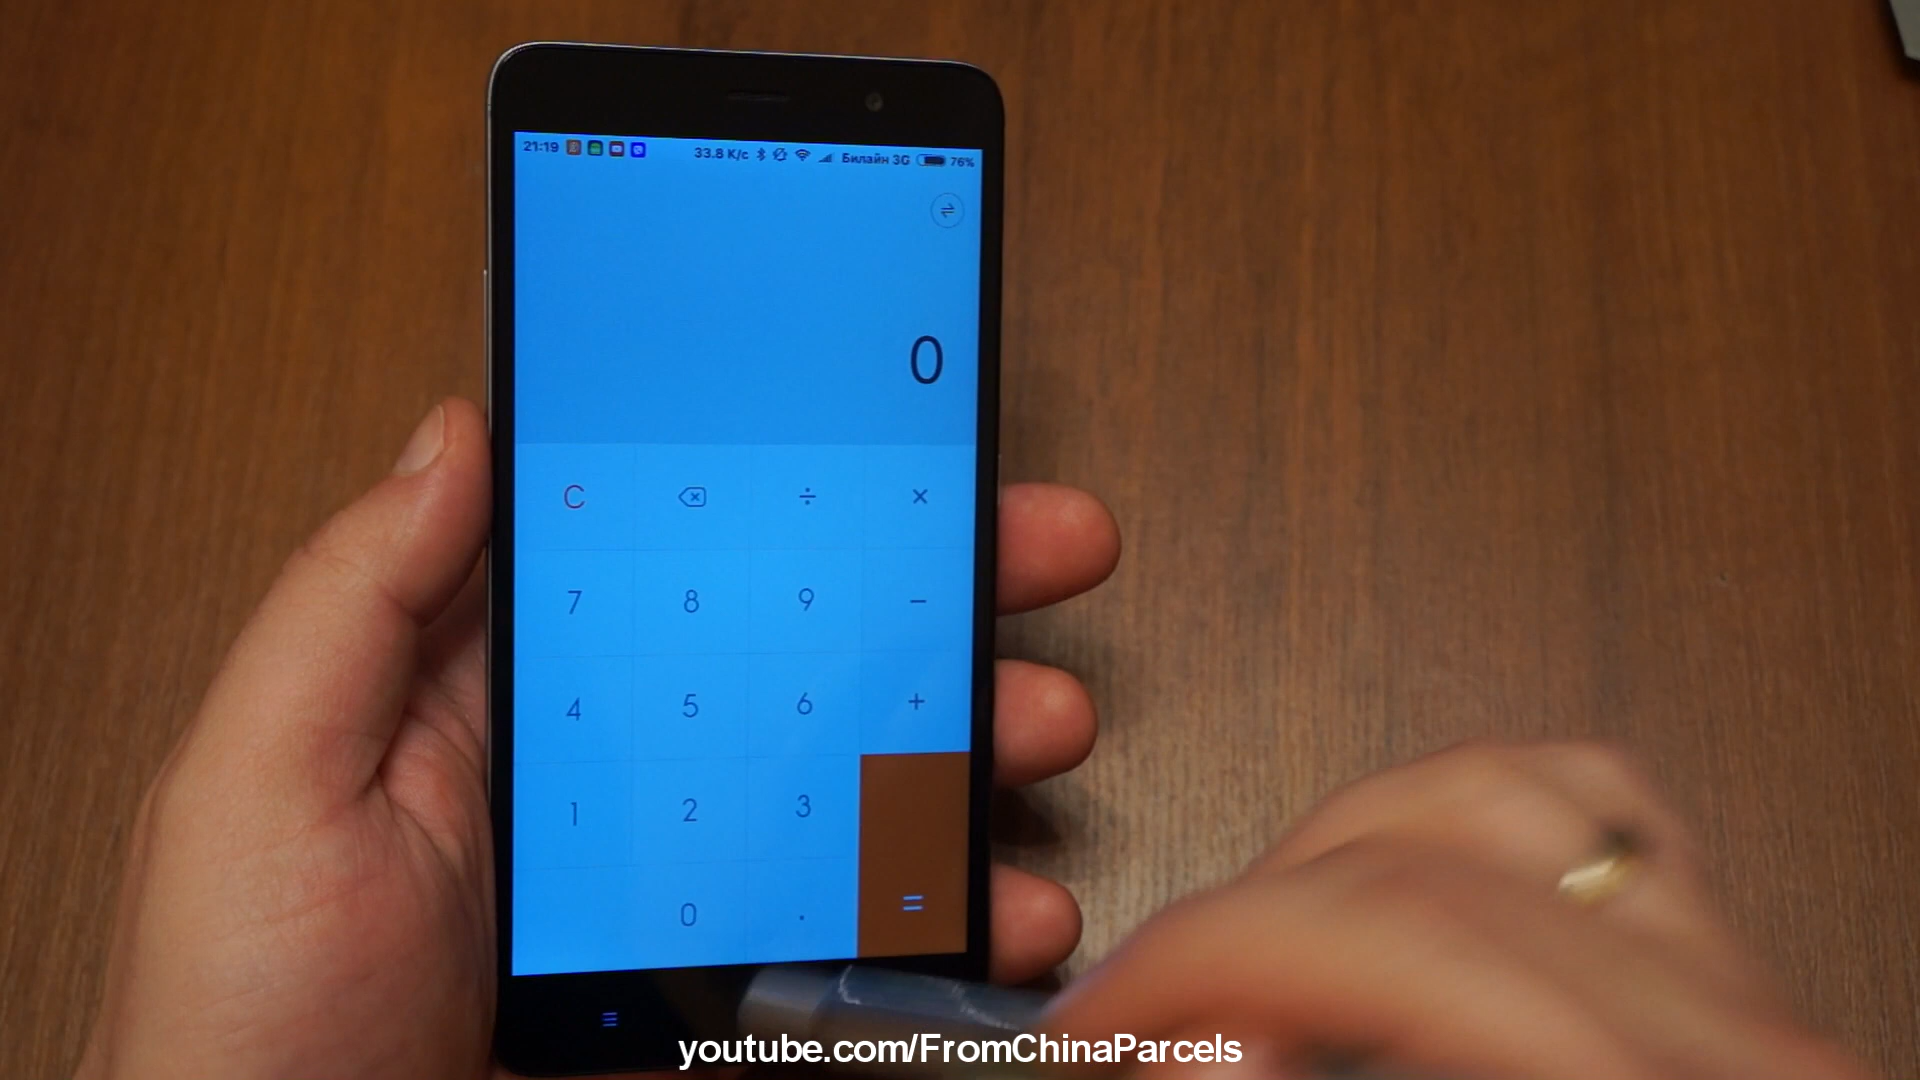 21:19 33.8 K/c Билайн 3G 76%
0
C ÷ ×
7 8 9 −
4 5 6 +
1 2 3
0 . =
youtube.com/FromChinaParcels